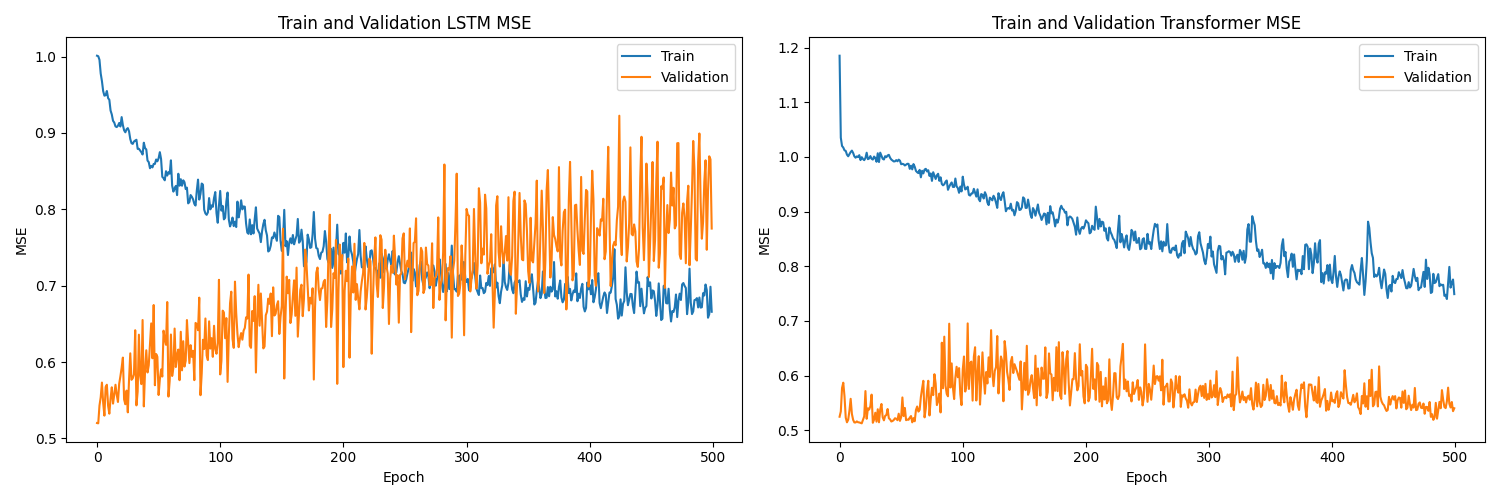 Train and Validation LSTM MSE
1.0
0.9
0.8
0.7
0.6
0.5
MSE
0
100
200
300
400
500
Epoch
Train
Validation
Train and Validation Transformer MSE
1.2
1.1
1.0
0.9
0.8
0.7
0.6
0.5
MSE
0
100
200
300
400
500
Epoch
Train
Validation